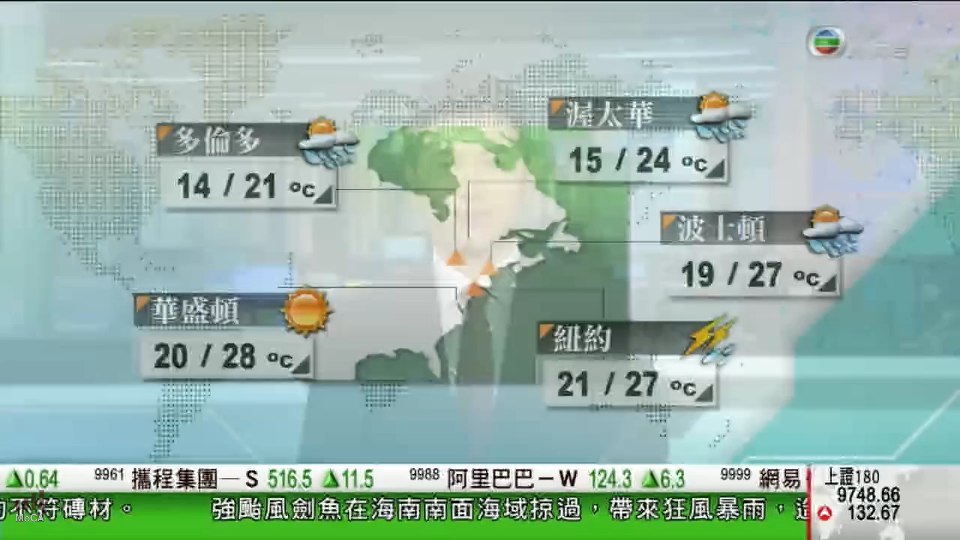 多倫多
14 / 21 °C
渥太華
15 / 24 °C
波士頓
19 / 27 °C
華盛頓
20 / 28 °C
紐約
21 / 27 °C
▲0.64 9961 攜程集團－S 516.5 ▲11.5 9988 阿里巴巴－W 124.3 ▲6.3 9999 網易
上證180
9748.66
132.67
不符磚材。 強颱風劍魚在海南南面海域掠過，帶來狂風暴雨，